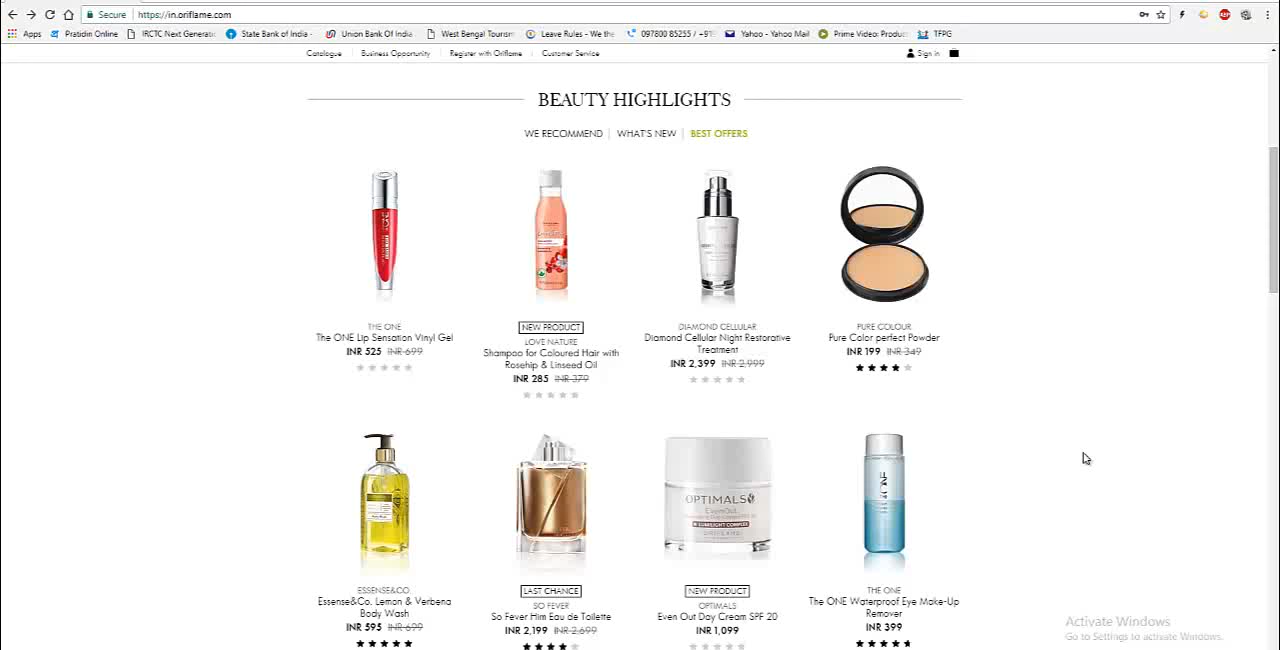 Secure
https://in.oriflame.com
Apps
Pratidin Online
IRCTC Next Generati
State Bank of India -
Union Bank Of India
West Bengal Tourism
Leave Rules - We the
097800 85255 / +91
Yahoo - Yahoo Mail
Prime Video: Produc
TFPG
Catalogue
Business Opportunity
Register with Oriflame
Customer Service
Sign in
BEAUTY HIGHLIGHTS
WE RECOMMEND
WHAT'S NEW
BEST OFFERS
THE ONE
The ONE Lip Sensation Vinyl Gel
INR 525 INR 699
NEW PRODUCT
LOVE NATURE
Shampoo for Coloured Hair with
Rosehip & Linseed Oil
INR 285 INR 379
DIAMOND CELLULAR
Diamond Cellular Night Restorative
Treatment
INR 2,399 INR 2,999
PURE COLOUR
Pure Color perfect Powder
INR 199 INR 349
OPTIMALS
EvenOut
ESSENSE&CO.
Essense&Co. Lemon & Verbena
Body Wash
INR 595 INR 699
LAST CHANCE
SO FEVER
So Fever Him Eau de Toilette
INR 2,199 INR 2,699
NEW PRODUCT
OPTIMALS
Even Out Day Cream SPF 20
INR 1,099
THE ONE
The ONE Waterproof Eye Make-Up
Remover
INR 399
Activate Windows
Go to Settings to activate Windows.